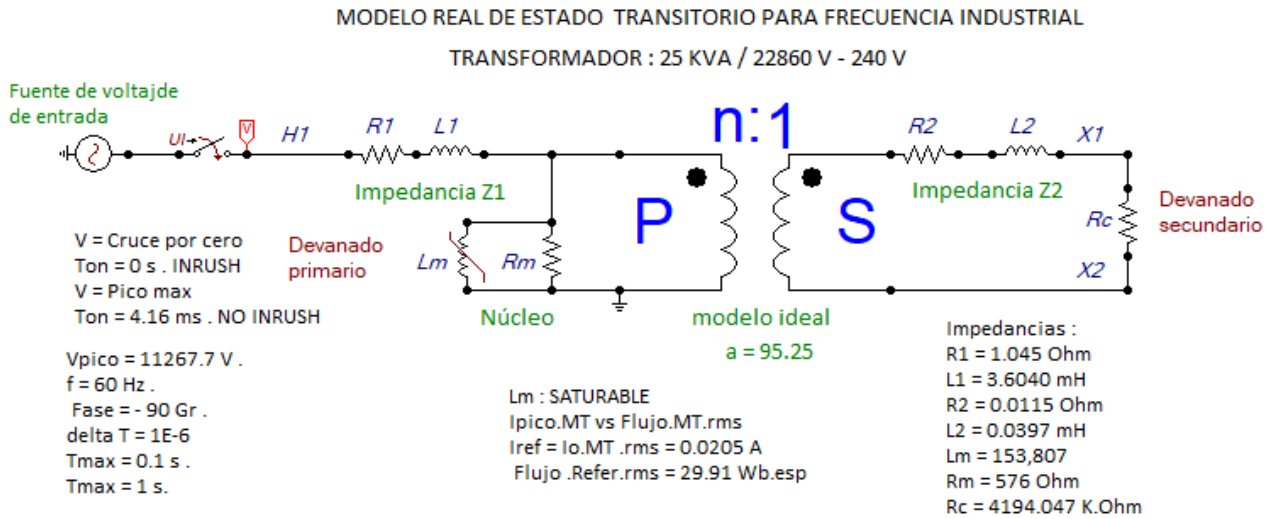 MODELO REAL DE ESTADO TRANSITORIO PARA FRECUENCIA INDUSTRIAL
TRANSFORMADOR : 25 KVA / 22860 V - 240 V
Fuente de voltajde
de entrada
UI
V
H1
R1
L1
n:1
R2
L2
X1
Impedancia Z1
Impedancia Z2
P
S
Rc
Devanado
secundario
V = Cruce por cero
Ton = 0 s . INRUSH
V = Pico max
Ton = 4.16 ms . NO INRUSH
Devanado
primario
Lm
Rm
X2
Núcleo
modelo ideal
a = 95.25
Vpico = 11267.7 V .
f = 60 Hz .
Fase = - 90 Gr .
delta T = 1E-6
Tmax = 0.1 s .
Tmax = 1 s.
Lm : SATURABLE
Ipico.MT vs Flujo.MT.rms
Iref = Io.MT .rms = 0.0205 A
Flujo .Refer.rms = 29.91 Wb.esp
Impedancias :
R1 = 1.045 Ohm
L1 = 3.6040 mH
R2 = 0.0115 Ohm
L2 = 0.0397 mH
Lm = 153,807
Rm = 576 Ohm
Rc = 4194.047 K.Ohm